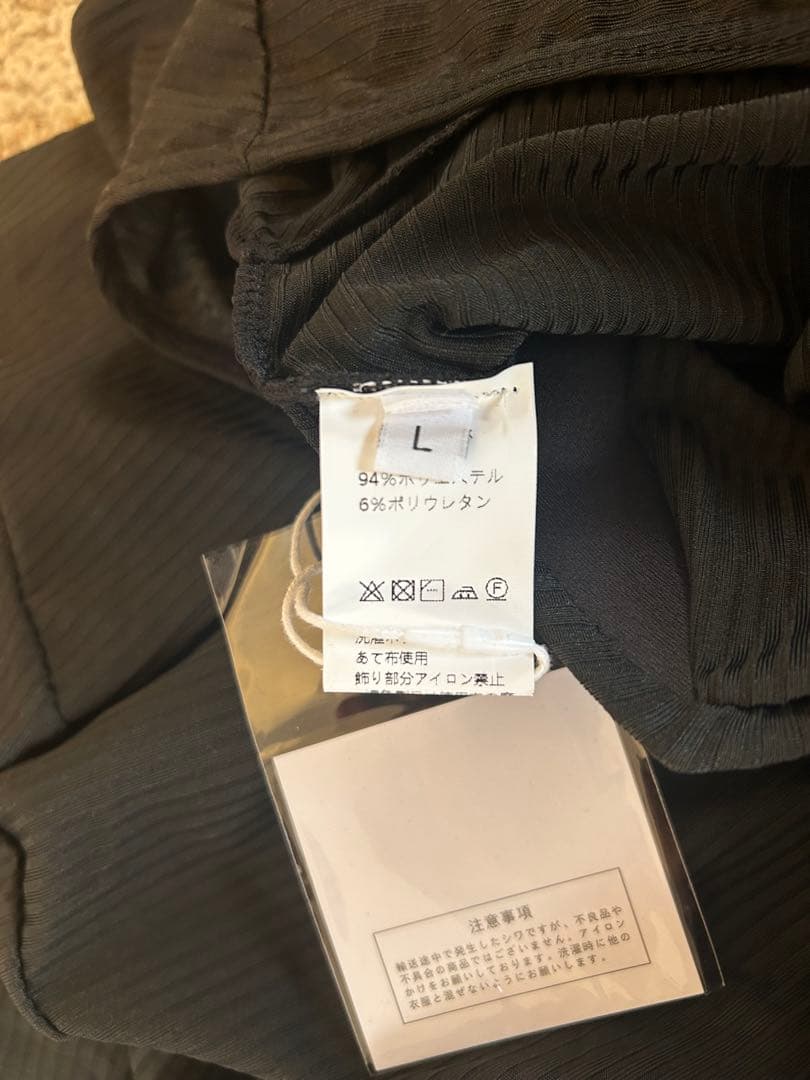 L
94%ポリエステル
6%ポリウレタン
F
あて布使用
飾り部分アイロン禁止
注意事項
輸送途中で発生したシワですが、不良品や
不具合の商品ではございません。アイロン
かけをお願いしております。洗濯時に他の
衣服と混ぜないようにお願いします。